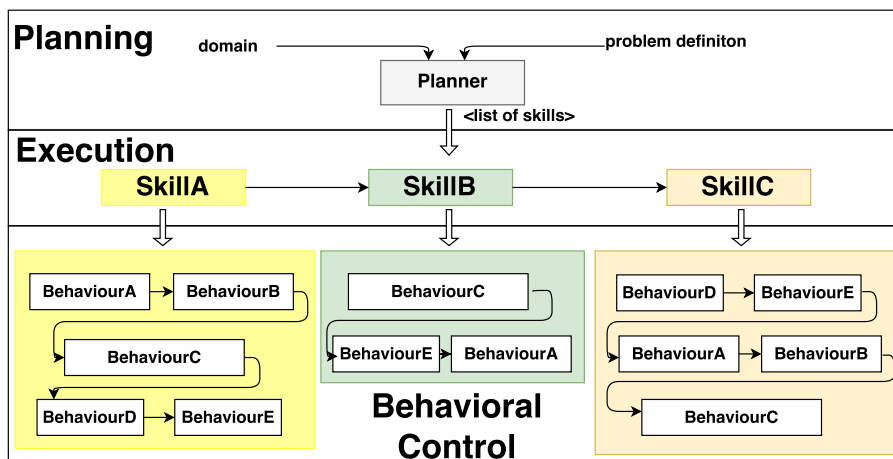 Planning
domain
problem definiton
Planner
<list of skills>
Execution
SkillA
SkillB
SkillC
BehaviourA
BehaviourB
BehaviourC
BehaviourD
BehaviourE
BehaviourC
BehaviourE
BehaviourA
BehaviourD
BehaviourE
BehaviourA
BehaviourB
BehaviourC
Behavioral
Control